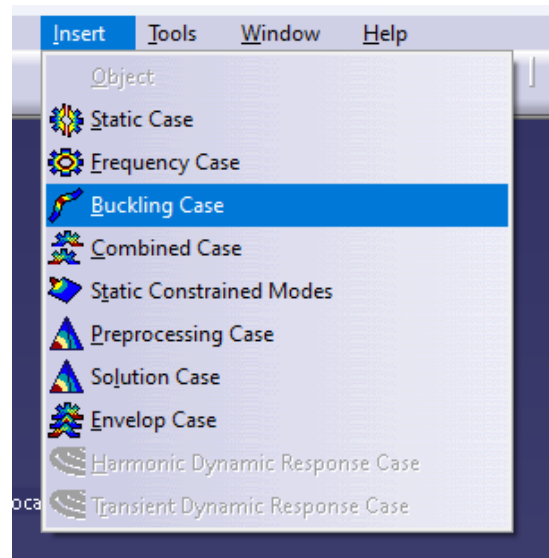 Insert Tools Window Help
Object
Static Case
Frequency Case
Buckling Case
Combined Case
Static Constrained Modes
Preprocessing Case
Solution Case
Envelop Case
Harmonic Dynamic Response Case
oca Transient Dynamic Response Case